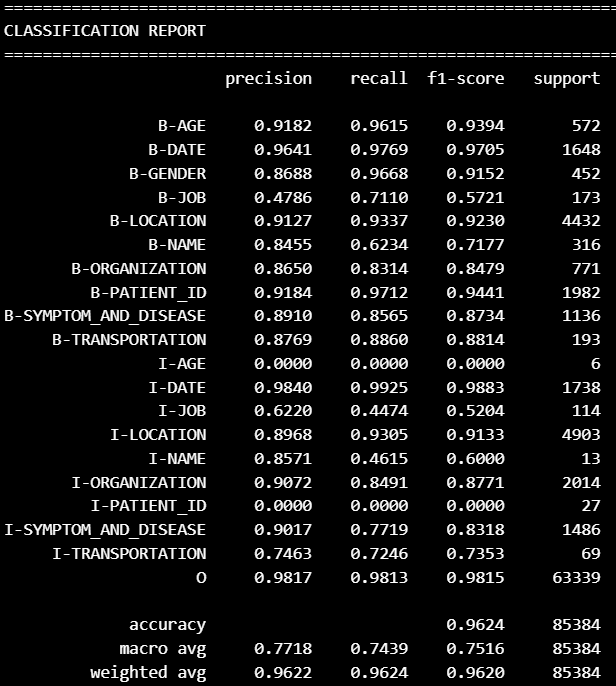 ================================================================
CLASSIFICATION REPORT
================================================================
precision recall f1-score support
B-AGE 0.9182 0.9615 0.9394 572
B-DATE 0.9641 0.9769 0.9705 1648
B-GENDER 0.8688 0.9668 0.9152 452
B-JOB 0.4786 0.7110 0.5721 173
B-LOCATION 0.9127 0.9337 0.9230 4432
B-NAME 0.8455 0.6234 0.7177 316
B-ORGANIZATION 0.8650 0.8314 0.8479 771
B-PATIENT_ID 0.9184 0.9712 0.9441 1982
B-SYMPTOM_AND_DISEASE 0.8910 0.8565 0.8734 1136
B-TRANSPORTATION 0.8769 0.8860 0.8814 193
I-AGE 0.0000 0.0000 0.0000 6
I-DATE 0.9840 0.9925 0.9883 1738
I-JOB 0.6220 0.4474 0.5204 114
I-LOCATION 0.8968 0.9305 0.9133 4903
I-NAME 0.8571 0.4615 0.6000 13
I-ORGANIZATION 0.9072 0.8491 0.8771 2014
I-PATIENT_ID 0.0000 0.0000 0.0000 27
I-SYMPTOM_AND_DISEASE 0.9017 0.7719 0.8318 1486
I-TRANSPORTATION 0.7463 0.7246 0.7353 69
O 0.9817 0.9813 0.9815 63339
accuracy 0.9624 85384
macro avg 0.7718 0.7439 0.7516 85384
weighted avg 0.9622 0.9624 0.9620 85384